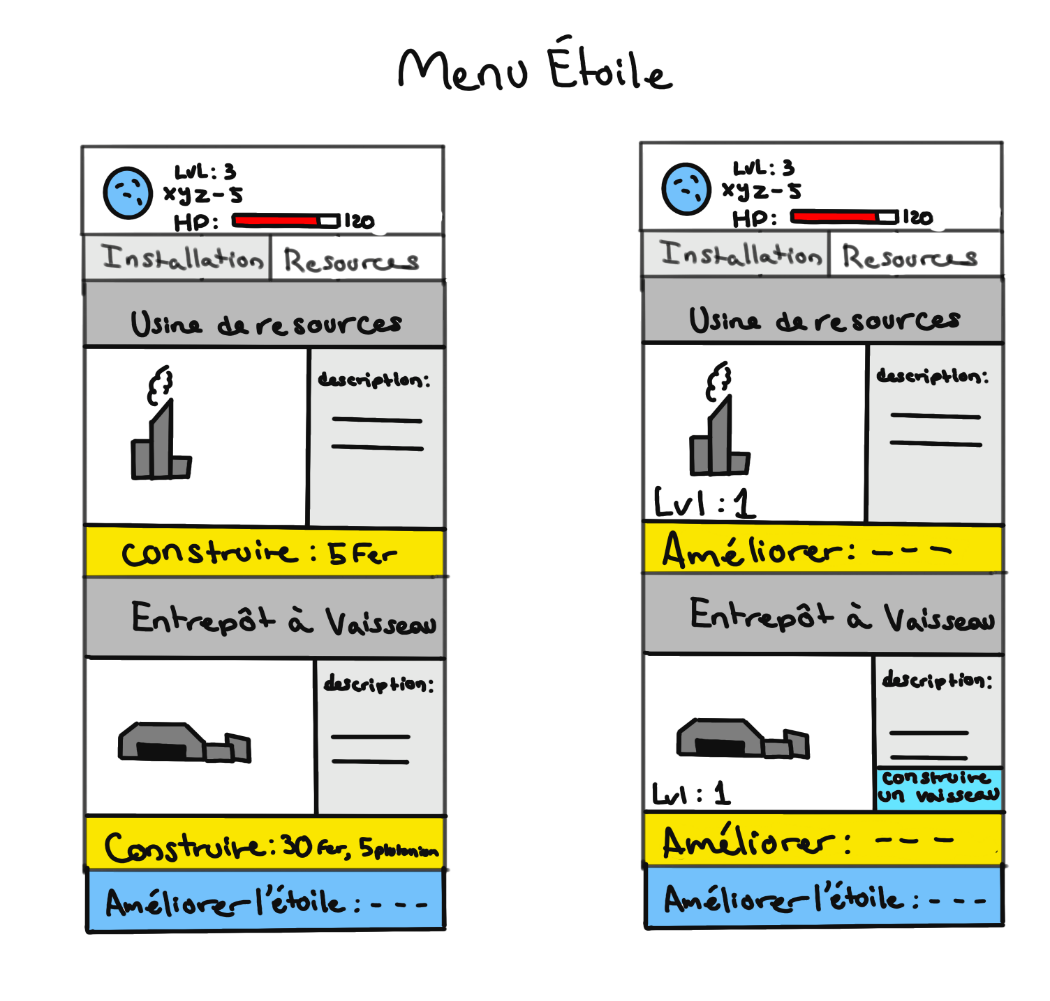 Menu Étoile
LvL: 3
xyz-5
HP: 120
Installation Resources
Usine de resources
description:
construire : 5 Fer
Entrepôt à Vaisseau
description:
Construire: 30 Fer, 5
Améliorer l'étoile : - - -
LvL: 3
xyz-5
HP: 120
Installation Resources
Usine de resources
description:
Lvl : 1
Améliorer: - - -
Entrepôt à Vaisseau
description:
construire
un vaisseau
Lvl : 1
Améliorer: - - -
Améliorer l'étoile : - - -